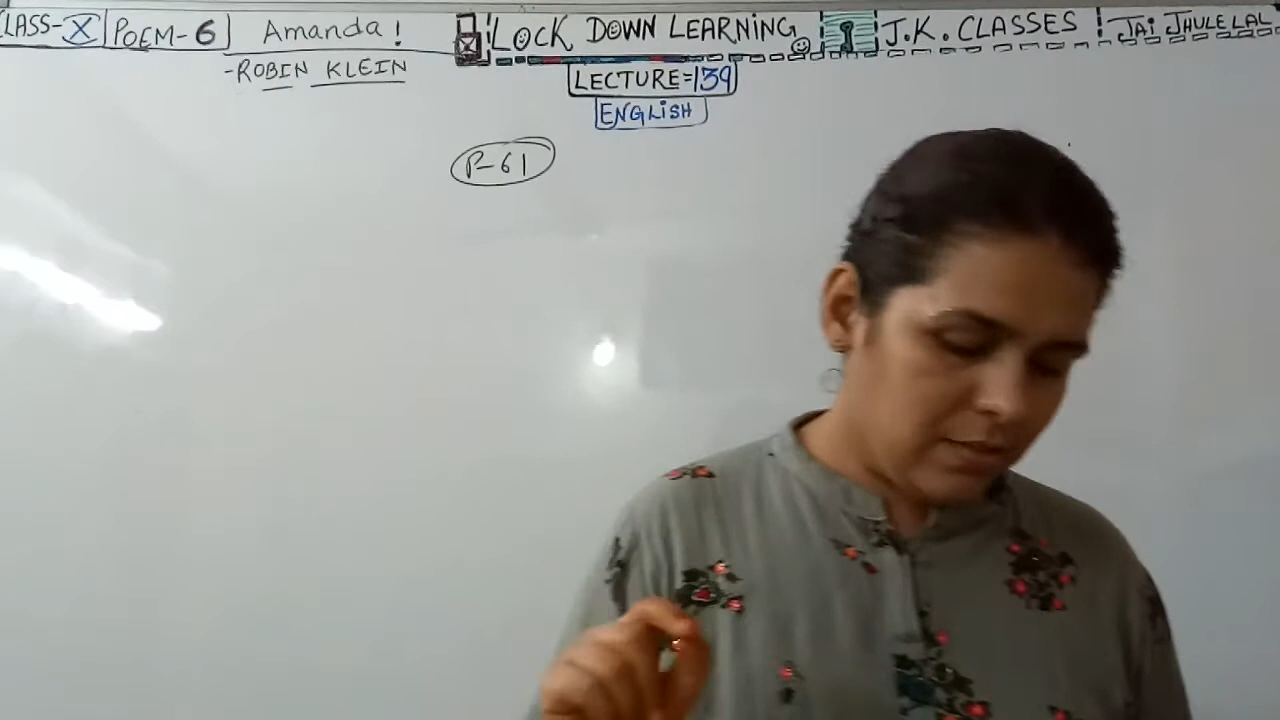 CLASS-X POEM-6 Amanda! LOCK DOWN LEARNING J.K. CLASSES ! JAI JHULELAL
-ROBIN KLEIN
LECTURE=139
ENGLISH
P-61